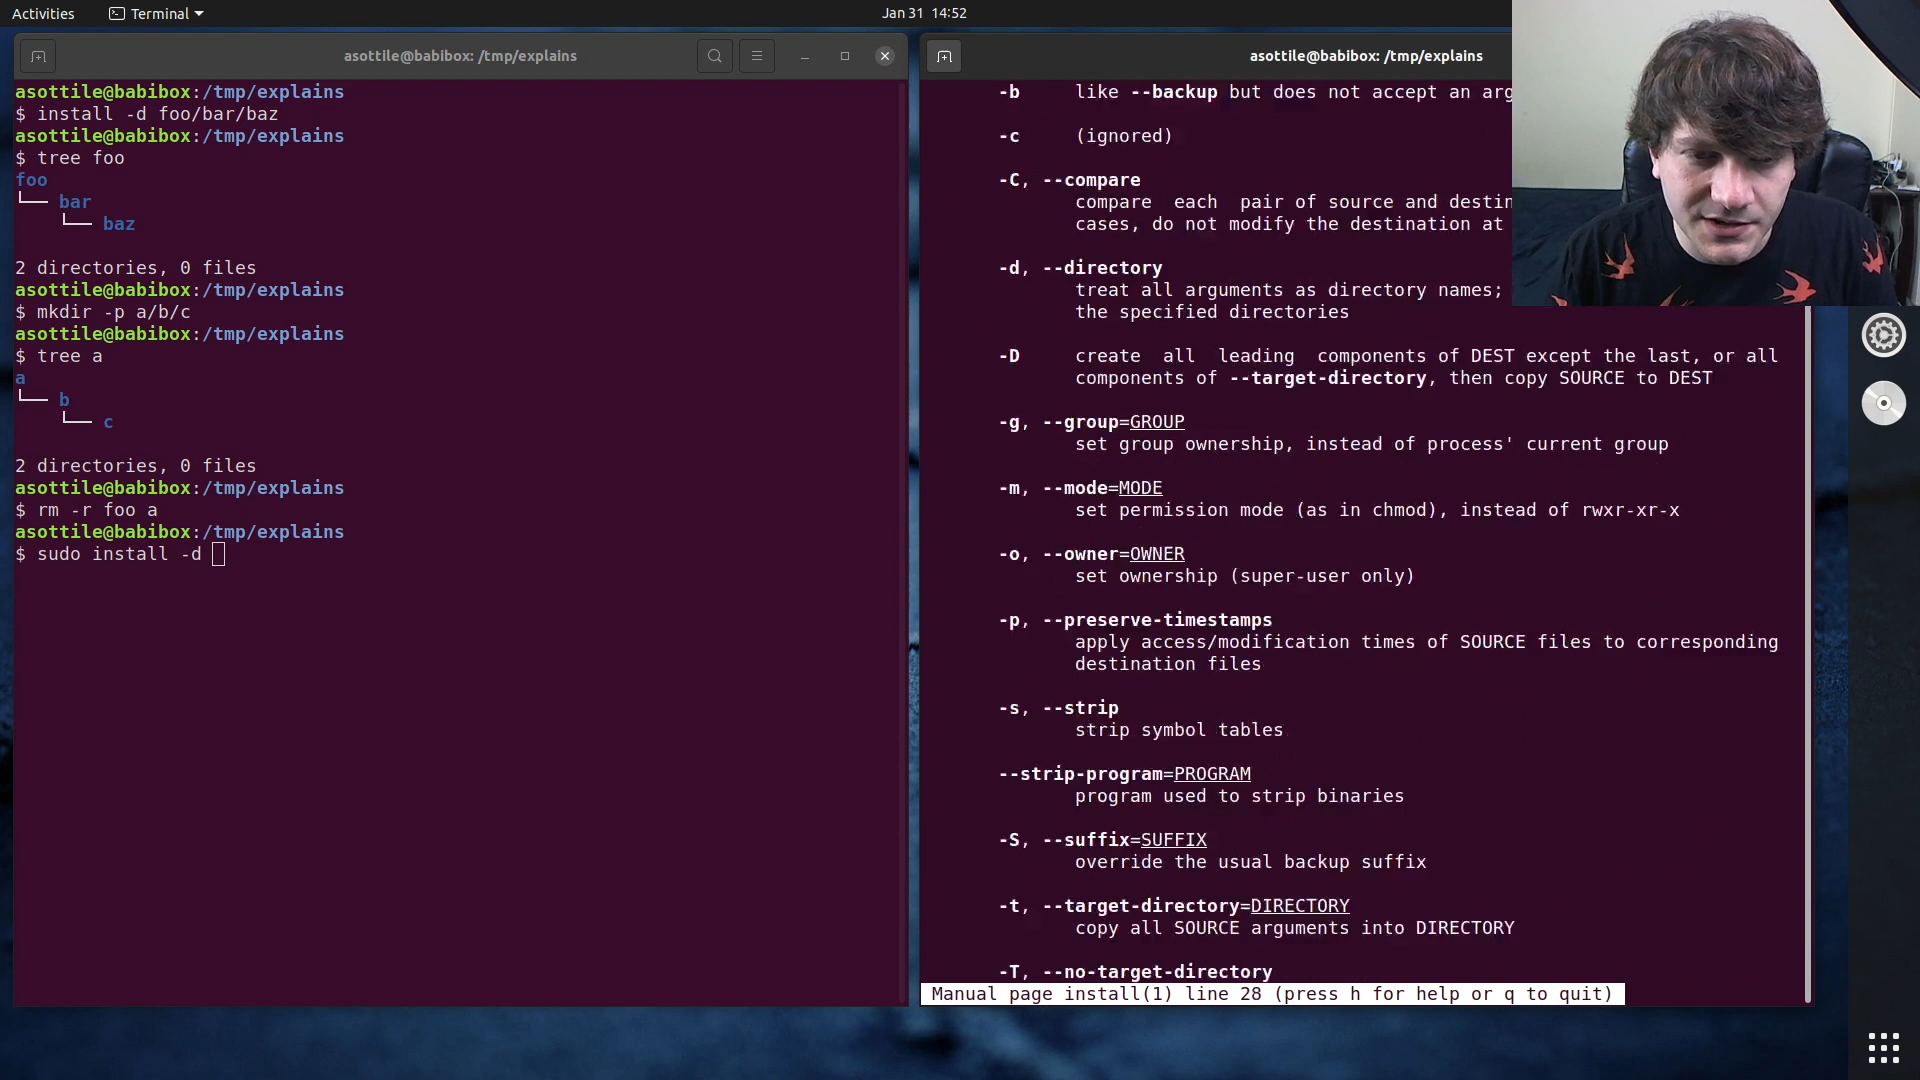 Activities
Terminal
Jan 31 14:52
asottile@babibox: /tmp/explains
asottile@babibox:/tmp/explains
$ install -d foo/bar/baz
asottile@babibox:/tmp/explains
$ tree foo
foo
└── bar
    └── baz
2 directories, 0 files
asottile@babibox:/tmp/explains
$ mkdir -p a/b/c
asottile@babibox:/tmp/explains
$ tree a
a
└── b
    └── c
2 directories, 0 files
asottile@babibox:/tmp/explains
$ rm -r foo a
asottile@babibox:/tmp/explains
$ sudo install -d
asottile@babibox: /tmp/explains
-b like --backup but does not accept an arg
-c (ignored)
-C, --compare
compare each pair of source and destin
cases, do not modify the destination at
-d, --directory
treat all arguments as directory names;
the specified directories
-D create all leading components of DEST except the last, or all
components of --target-directory, then copy SOURCE to DEST
-g, --group=GROUP
set group ownership, instead of process' current group
-m, --mode=MODE
set permission mode (as in chmod), instead of rwxr-xr-x
-o, --owner=OWNER
set ownership (super-user only)
-p, --preserve-timestamps
apply access/modification times of SOURCE files to corresponding
destination files
-s, --strip
strip symbol tables
--strip-program=PROGRAM
program used to strip binaries
-S, --suffix=SUFFIX
override the usual backup suffix
-t, --target-directory=DIRECTORY
copy all SOURCE arguments into DIRECTORY
-T, --no-target-directory
Manual page install(1) line 28 (press h for help or q to quit)